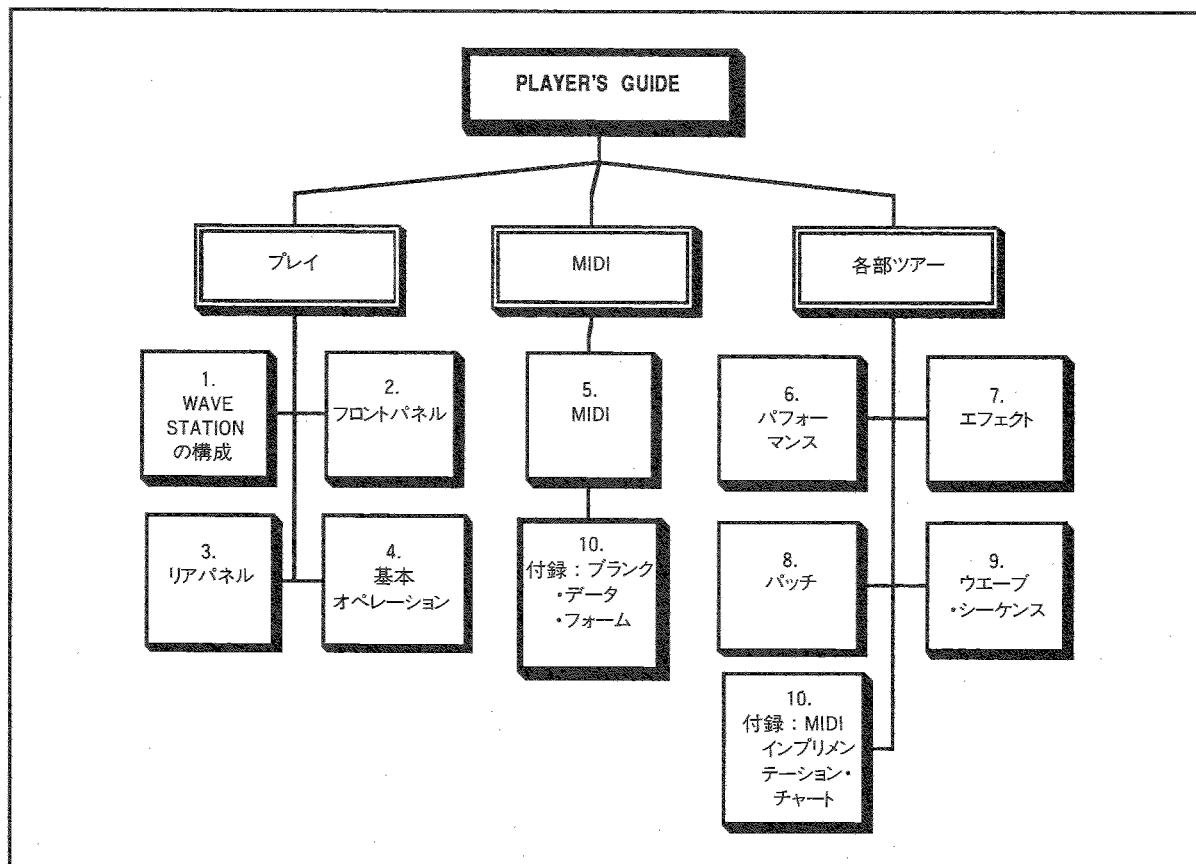 PLAYER'S GUIDE
プレイ
MIDI
各部ツアー
1.
WAVE
STATION
の構成
2.
フロントパネル
3.
リアパネル
4.
基本
オペレーション
5.
MIDI
10.
付録：ブランク
・データ
・フォーム
6.
パフォー
マンス
7.
エフェクト
8.
パッチ
9.
ウエーブ
・シーケンス
10.
付録：MIDI
インプリメン
テーション・
チャート